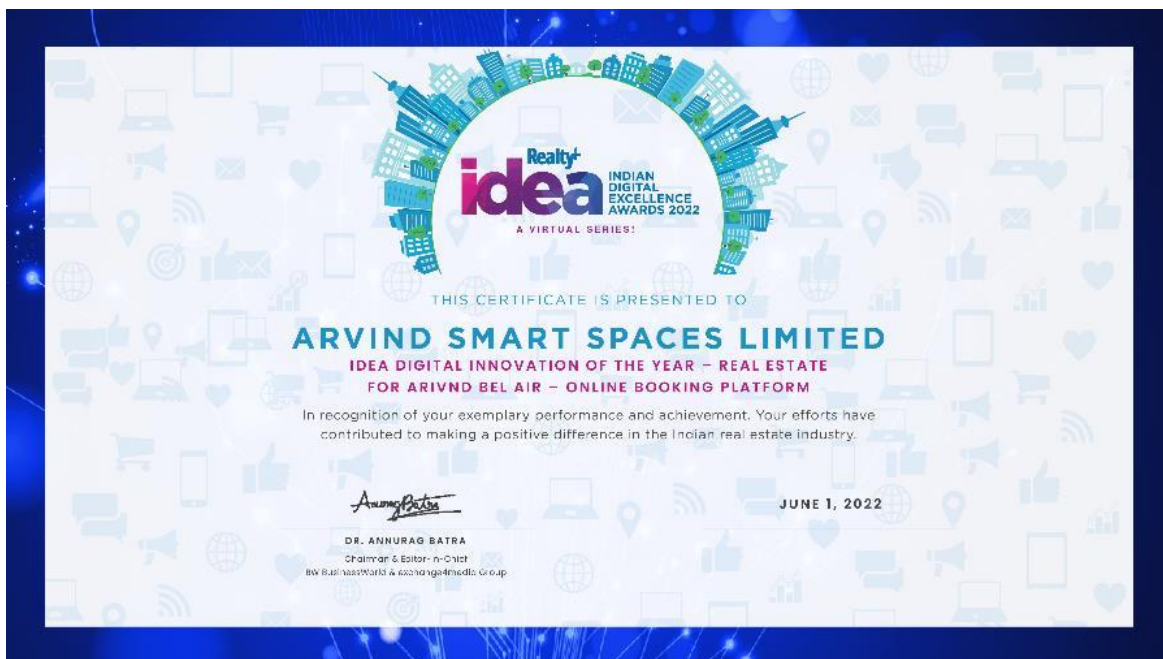 Realty+
idea
INDIAN
DIGITAL
EXCELLENCE
AWARDS 2022
A VIRTUAL SERIES!
THIS CERTIFICATE IS PRESENTED TO
ARVIND SMART SPACES LIMITED
IDEA DIGITAL INNOVATION OF THE YEAR – REAL ESTATE
FOR ARIVND BEL AIR – ONLINE BOOKING PLATFORM
In recognition of your exemplary performance and achievement. Your efforts have
contributed to making a positive difference in the Indian real estate industry.
Anurag Batra
JUNE 1, 2022
DR. ANNURAG BATRA
Chairman & Editor-in-Chief
BW BusinessWorld & exchange4media Group